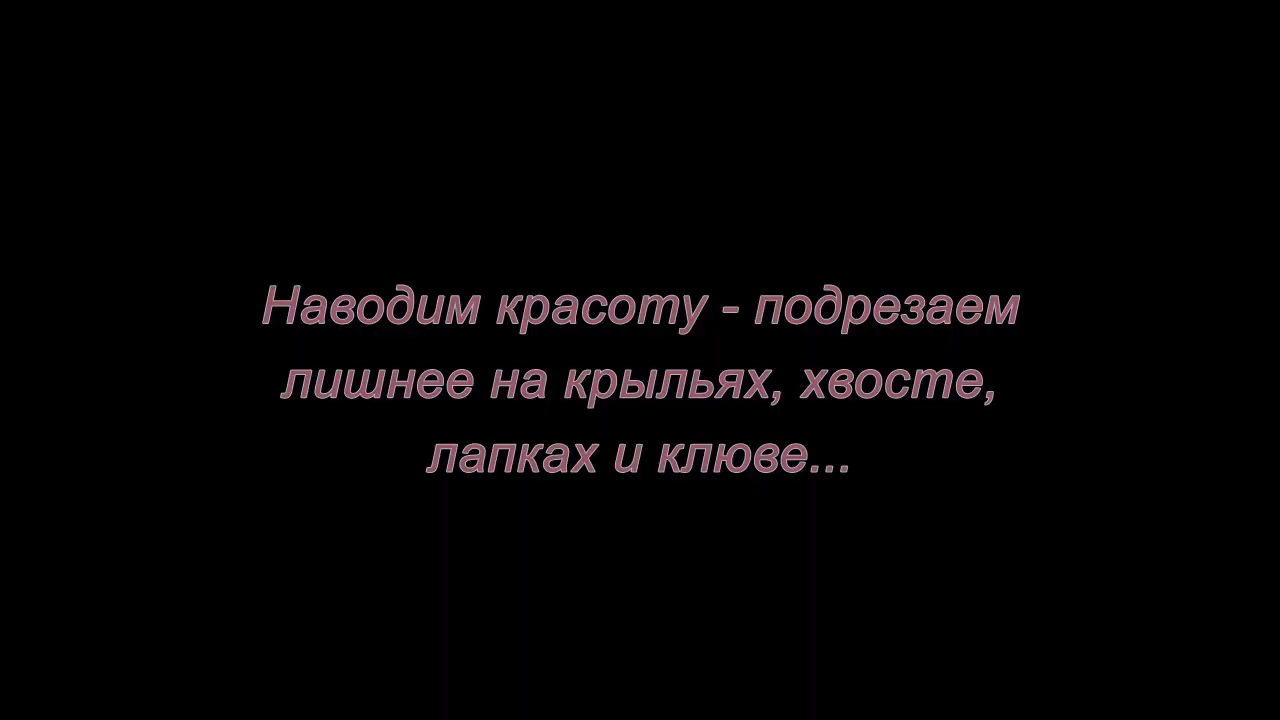 Наводим красоту - подрезаем
лишнее на крыльях, хвосте,
лапках и клюве...